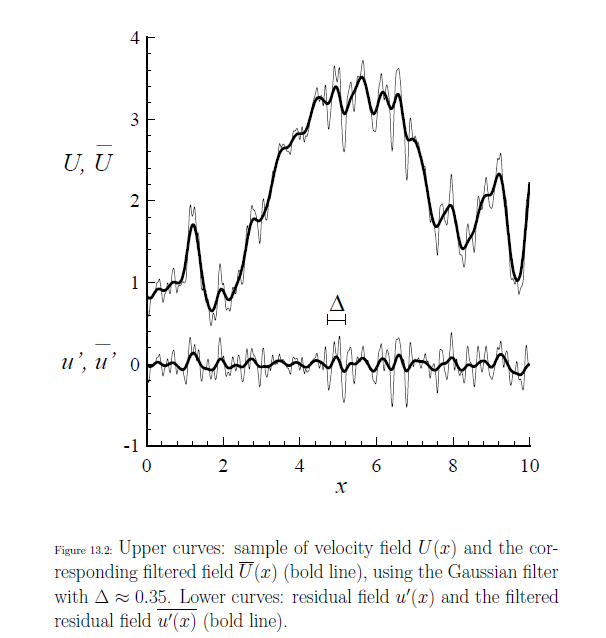 4
3
U, U̅
2
1
Δ
u', u̅'
0
-1
0 2 4 6 8 10
x
Figure 13.2: Upper curves: sample of velocity field U(x) and the cor-
responding filtered field U̅(x) (bold line), using the Gaussian filter
with Δ ≈ 0.35. Lower curves: residual field u′(x) and the filtered
residual field u̅′̅(̅x̅)̅ (bold line).